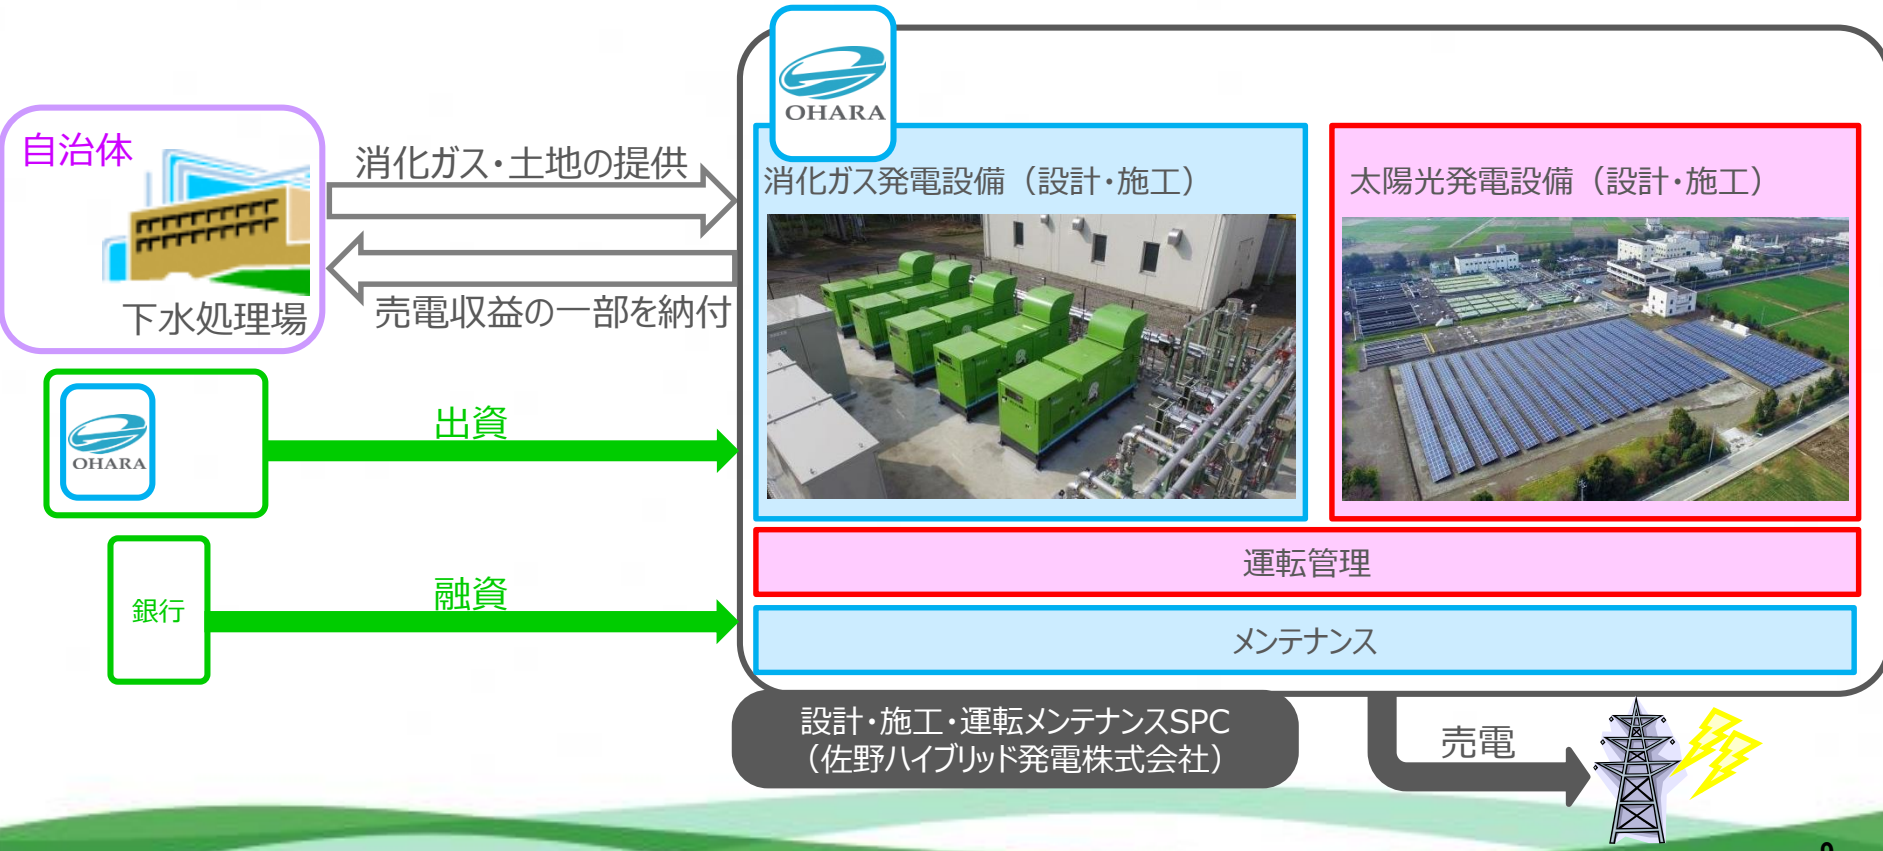 OHARA
自治体
消化ガス・土地の提供
消化ガス発電設備（設計・施工）
太陽光発電設備（設計・施工）
下水処理場
売電収益の一部を納付
OHARA
出資
銀行
融資
運転管理
メンテナンス
設計・施工・運転メンテナンスSPC
（佐野ハイブリッド発電株式会社）
売電